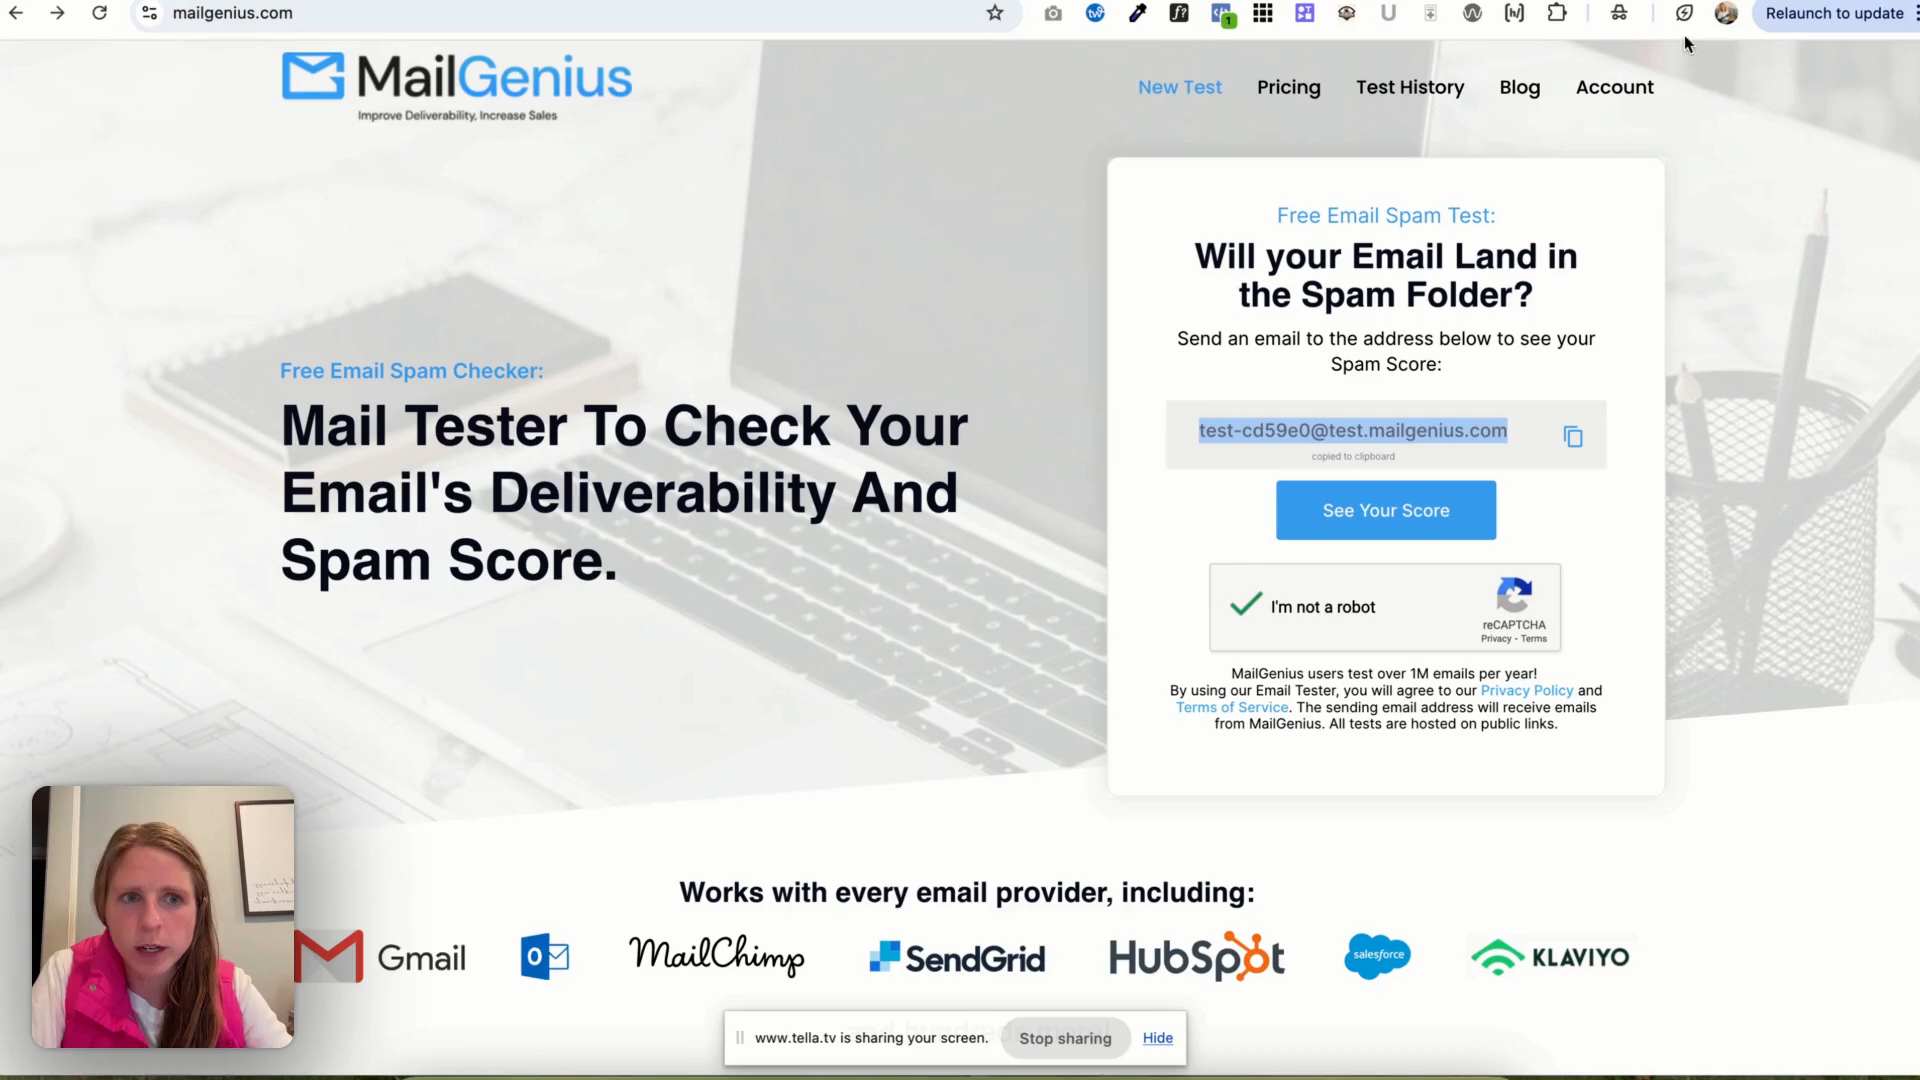 mailgenius.com
Relaunch to update
1
MailGenius
Improve Deliverability, Increase Sales
New Test
Pricing
Test History
Blog
Account
Free Email Spam Test:
Will your Email Land in
the Spam Folder?
Send an email to the address below to see your
Spam Score:
test-cd59e0@test.mailgenius.com
copied to clipboard
See Your Score
I'm not a robot
reCAPTCHA
Privacy - Terms
MailGenius users test over 1M emails per year!
By using our Email Tester, you will agree to our Privacy Policy and
Terms of Service. The sending email address will receive emails
from MailGenius. All tests are hosted on public links.
Free Email Spam Checker:
Mail Tester To Check Your
Email's Deliverability And
Spam Score.
Works with every email provider, including:
Gmail
MailChimp
SendGrid
HubSpot
salesforce
KLAVIYO
www.tella.tv is sharing your screen.
Stop sharing
Hide